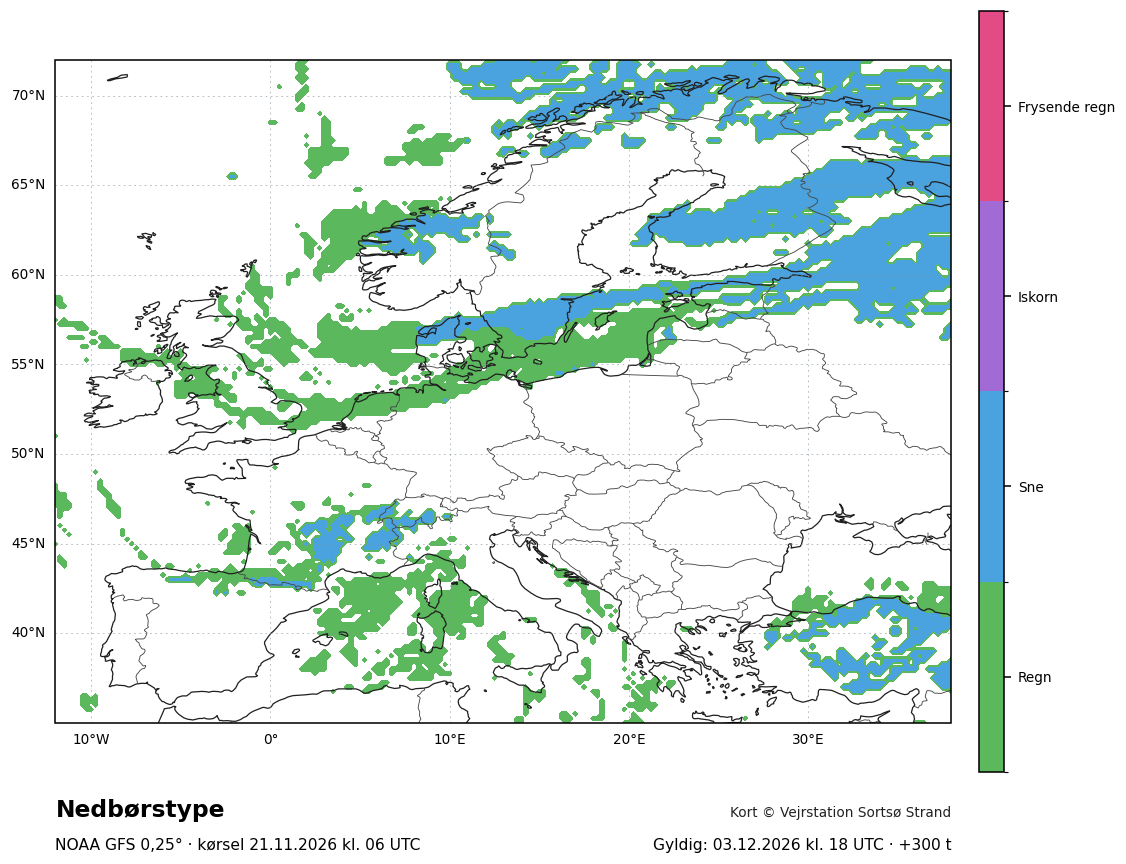 70°N
65°N
60°N
55°N
50°N
45°N
40°N
10°W
0°
10°E
20°E
30°E
Frysende regn
Iskorn
Sne
Regn
Nedbørstype
Kort © Vejrstation Sortsø Strand
NOAA GFS 0,25° · kørsel 21.11.2026 kl. 06 UTC
Gyldig: 03.12.2026 kl. 18 UTC · +300 t